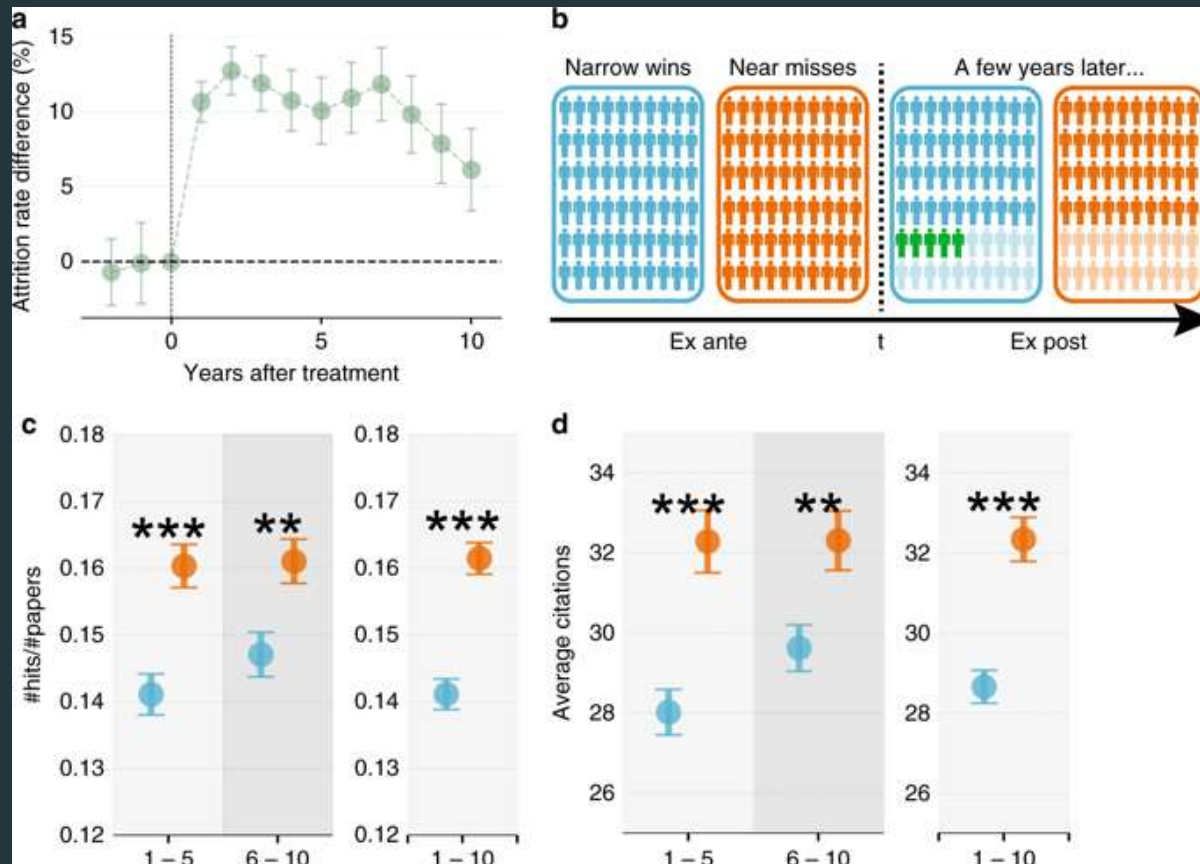 a
Attrition rate difference (%)
15
10
5
0
0 5 10
Years after treatment
b
Narrow wins Near misses A few years later...
Ex ante t Ex post
c
#hits/#papers
0.18
0.17
0.16
0.15
0.14
0.13
0.12
*** **
1 – 5 6 – 10
0.18
0.17
0.16
0.15
0.14
0.13
0.12
***
1 – 10
d
Average citations
34
32
30
28
26
*** **
1 – 5 6 – 10
34
32
30
28
26
***
1 – 10